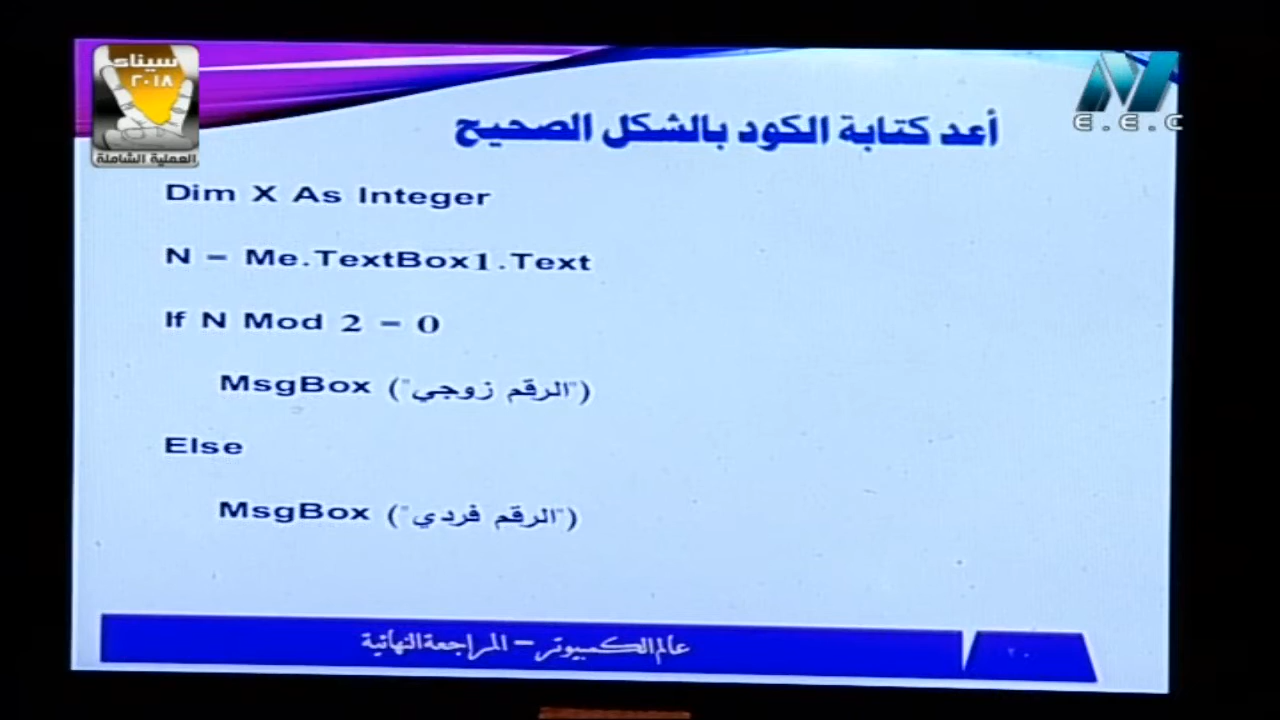 سيناء
٢٠١٨
العملية الشاملة
E.E.C
أعد كتابة الكود بالشكل الصحيح
Dim X As Integer
N = Me.TextBox1.Text
If N Mod 2 = 0
MsgBox ("الرقم زوجي")
Else
MsgBox ("الرقم فردي")
عالم الكمبيوتر - المراجعة النهائية
٢٠